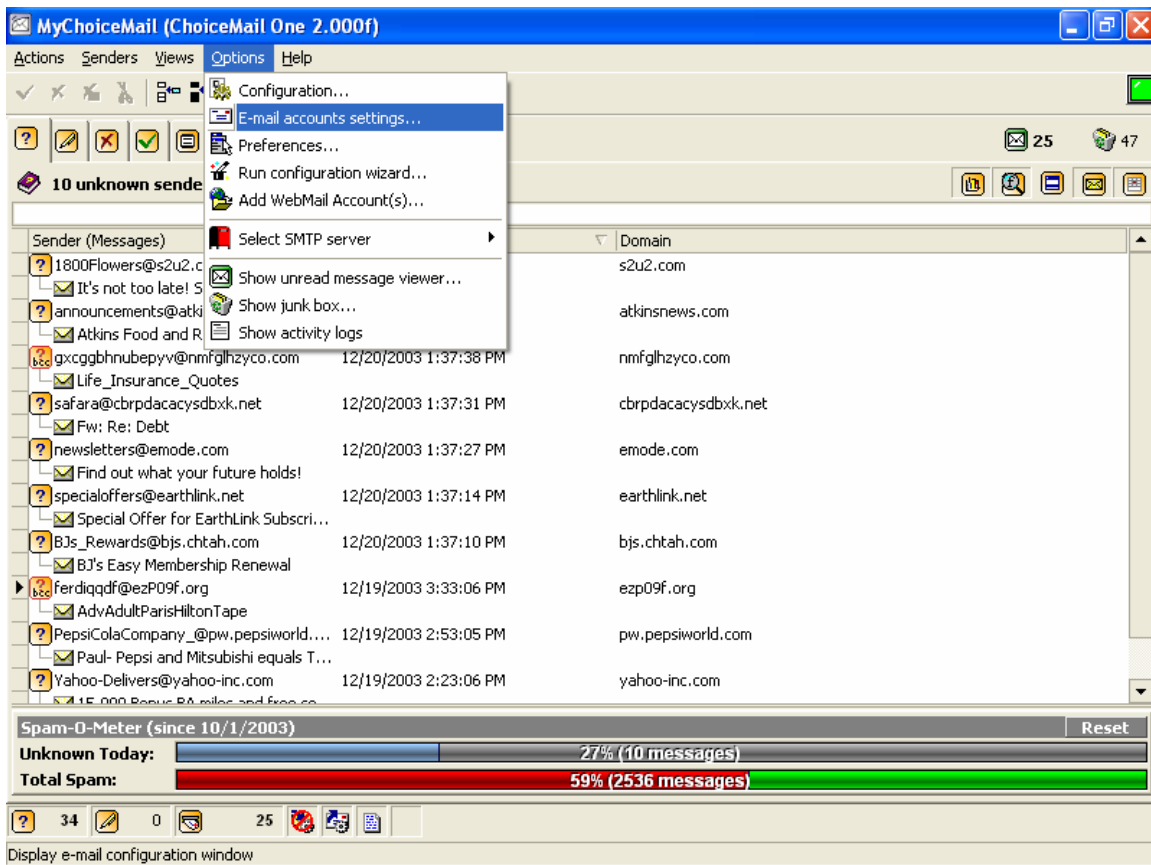 MyChoiceMail (ChoiceMail One 2.000f)
Actions Senders Views Options Help
Configuration...
E-mail accounts settings...
Preferences...
Run configuration wizard...
Add WebMail Account(s)...
Select SMTP server
Show unread message viewer...
Show junk box...
Show activity logs
25 47
10 unknown sende
Sender (Messages) Domain
1800Flowers@s2u2.c s2u2.com
It's not too late! S
announcements@atki atkinsnews.com
Atkins Food and R
gxcggbhnubepyv@nmfglhzyco.com 12/20/2003 1:37:38 PM nmfglhzyco.com
Life_Insurance_Quotes
safara@cbrpdacacysdbxk.net 12/20/2003 1:37:31 PM cbrpdacacysdbxk.net
Fw: Re: Debt
newsletters@emode.com 12/20/2003 1:37:27 PM emode.com
Find out what your future holds!
specialoffers@earthlink.net 12/20/2003 1:37:14 PM earthlink.net
Special Offer for EarthLink Subscri...
BJs_Rewards@bjs.chtah.com 12/20/2003 1:37:10 PM bjs.chtah.com
BJ's Easy Membership Renewal
ferdiqqdf@ezP09f.org 12/19/2003 3:33:06 PM ezp09f.org
AdvAdultParisHiltonTape
PepsiColaCompany_@pw.pepsiworld.... 12/19/2003 2:53:05 PM pw.pepsiworld.com
Paul- Pepsi and Mitsubishi equals T...
Yahoo-Delivers@yahoo-inc.com 12/19/2003 2:23:06 PM yahoo-inc.com
Spam-O-Meter (since 10/1/2003) Reset
Unknown Today: 27% (10 messages)
Total Spam: 59% (2536 messages)
34 0 25
Display e-mail configuration window